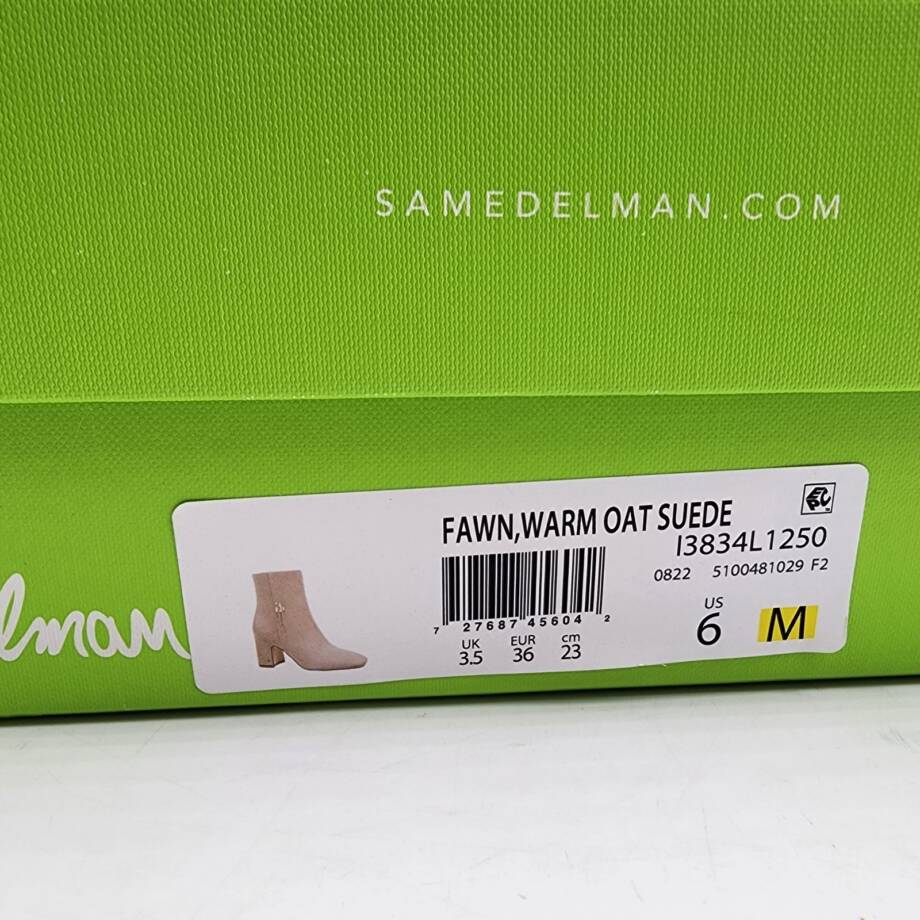 SAMEDELMAN.COM
FAWN,WARM OAT SUEDE
I3834L1250
0822 5100481029 F2
7 27687 45604 2
UK EUR cm
3.5 36 23
US
6 M
elman